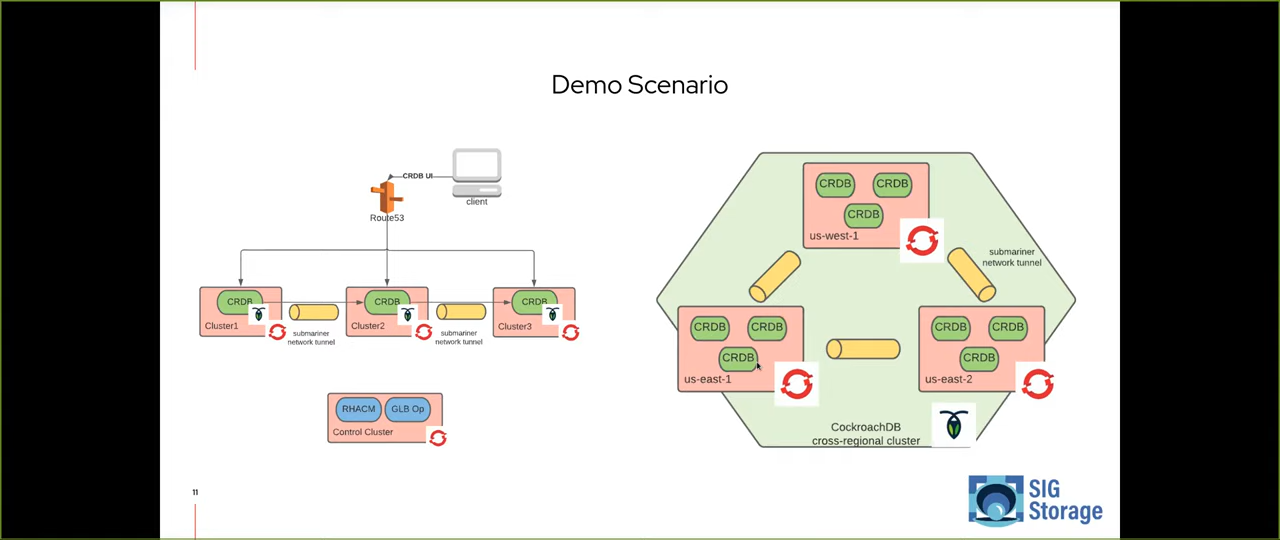 Demo Scenario
CRDB UI
client
Route53
CRDB
Cluster1
submariner
network tunnel
CRDB
Cluster2
submariner
network tunnel
CRDB
Cluster3
RHACM
GLB Op
Control Cluster
CRDB
CRDB
CRDB
us-west-1
submariner
network tunnel
CRDB
CRDB
CRDB
us-east-1
CRDB
CRDB
CRDB
us-east-2
CockroachDB
cross-regional cluster
11
SIG
Storage